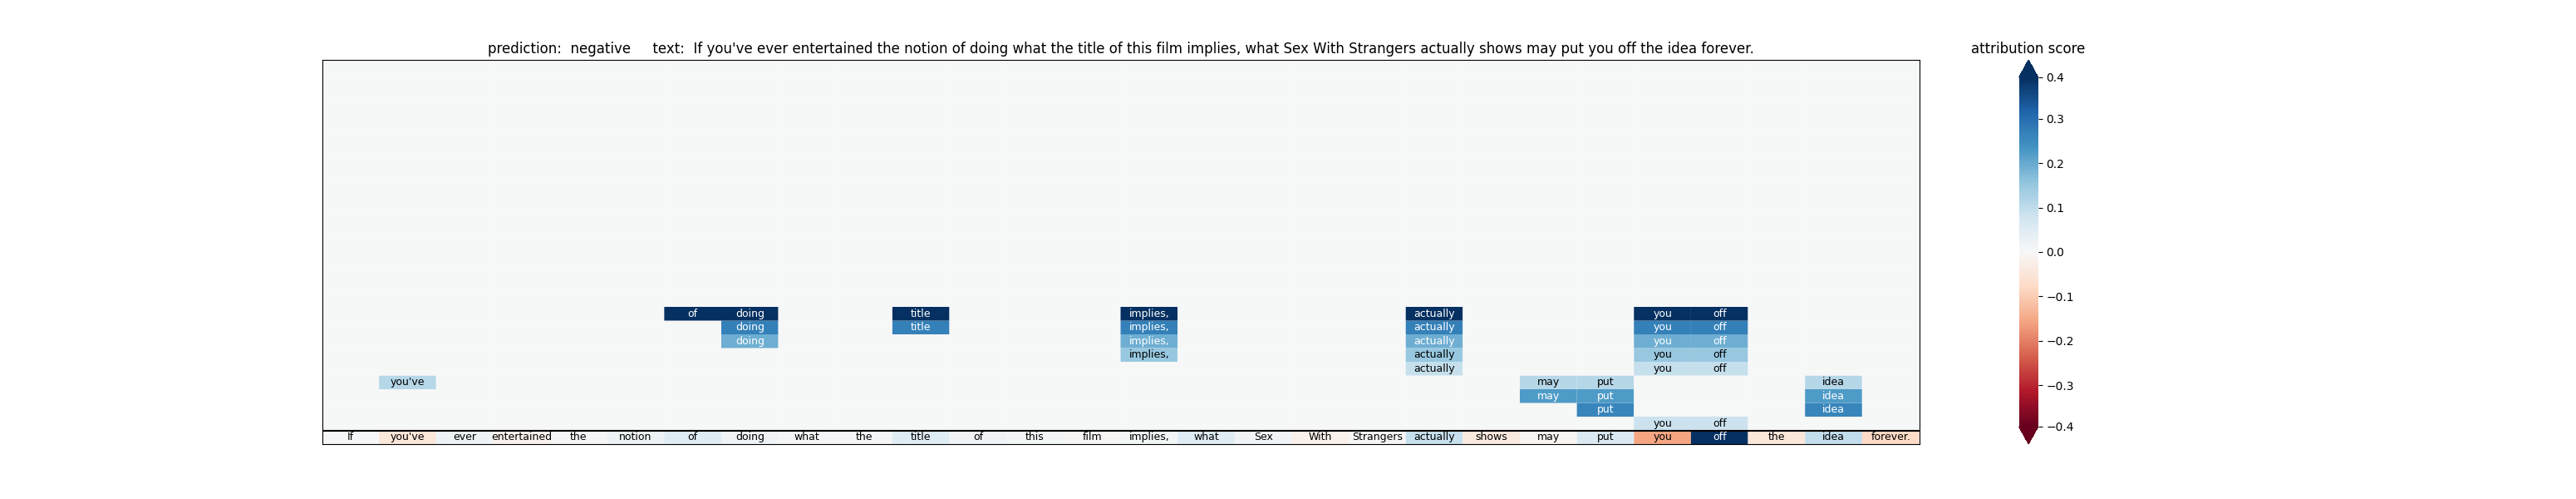 prediction:  negative     text:  If you've ever entertained the notion of doing what the title of this film implies, what Sex With Strangers actually shows may put you off the idea forever.
attribution score
0.4
0.3
0.2
0.1
0.0
−0.1
−0.2
−0.3
−0.4
of doing title implies, actually you off
doing title implies, actually you off
doing implies, actually you off
implies, actually you off
actually you off
you've may put idea
may put idea
put idea
you off
If you've ever entertained the notion of doing what the title of this film implies, what Sex With Strangers actually shows may put you off the idea forever.